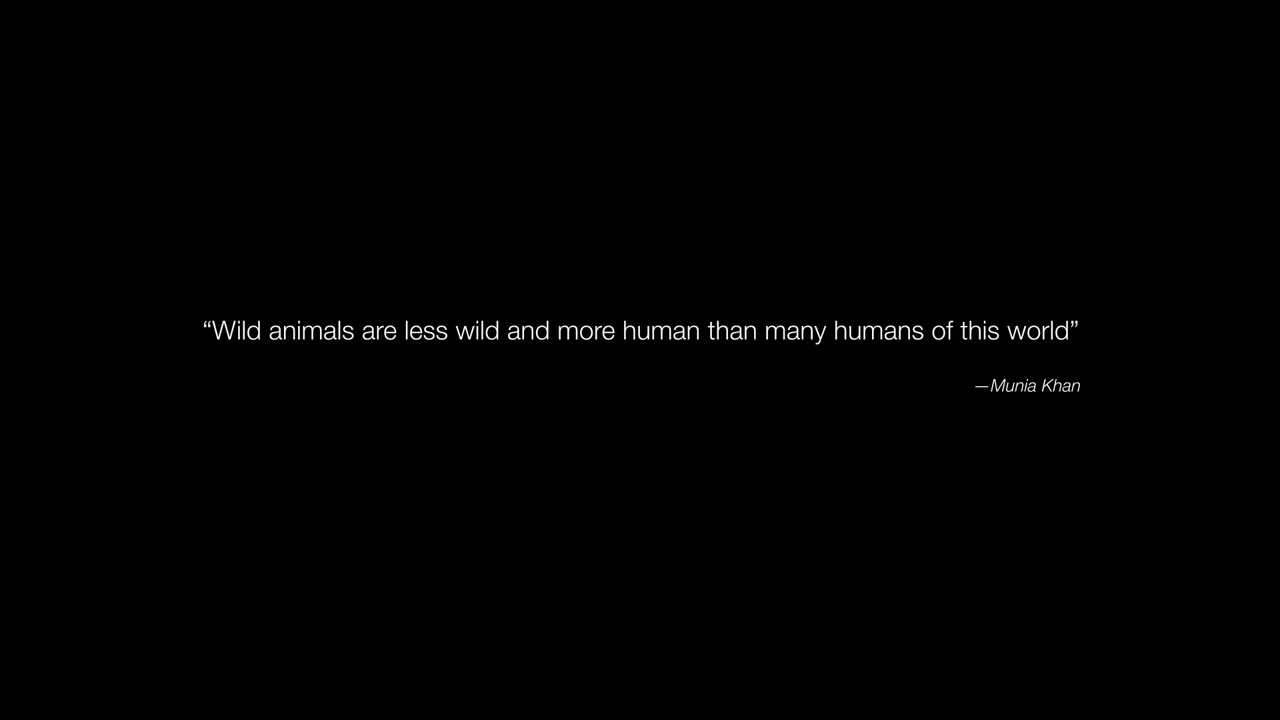 “Wild animals are less wild and more human than many humans of this world”
—Munia Khan